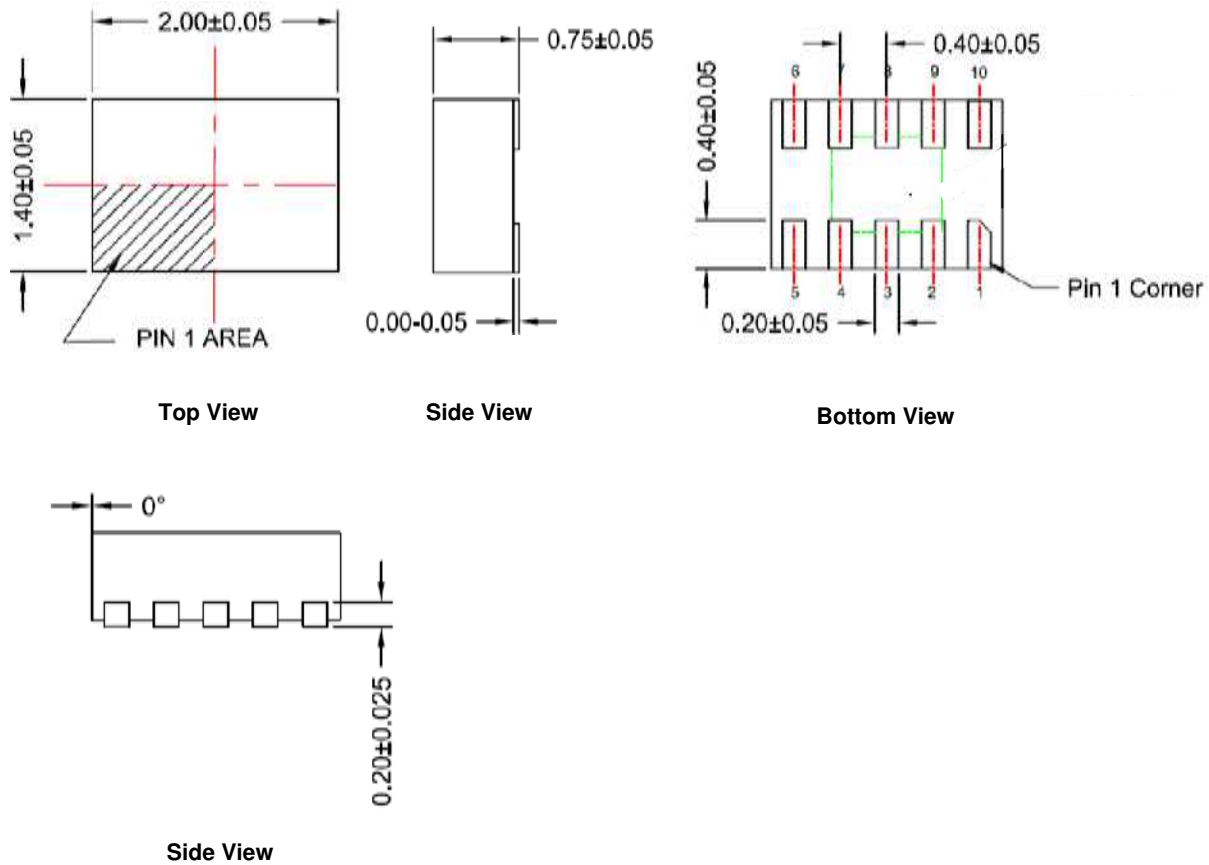 2.00±0.05
1.40±0.05
PIN 1 AREA
Top View
0.75±0.05
0.00-0.05
Side View
0.40±0.05
0.40±0.05
6 7 8 9 10
5 4 3 2 1
0.20±0.05
Pin 1 Corner
Bottom View
0°
0.20±0.025
Side View